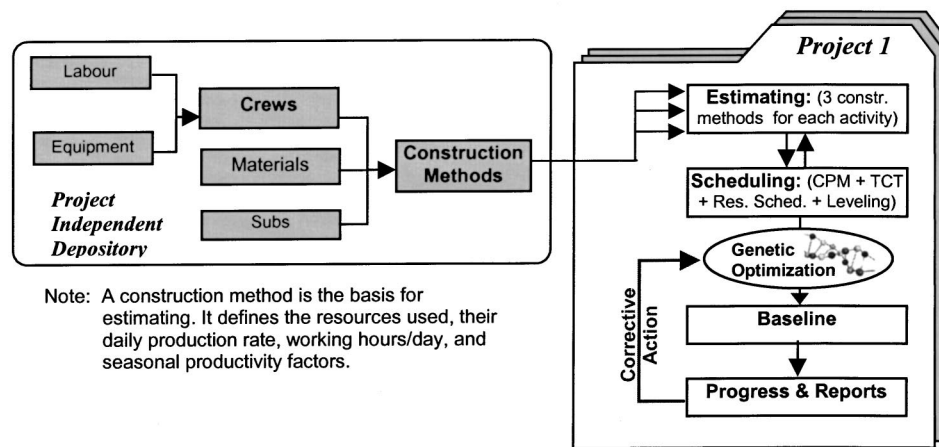 Labour
Equipment
Project
Independent
Depository
Crews
Materials
Subs
Construction
Methods
Note: A construction method is the basis for
estimating. It defines the resources used, their
daily production rate, working hours/day, and
seasonal productivity factors.
Project 1
Estimating: (3 constr.
methods for each activity)
Scheduling: (CPM + TCT
+ Res. Sched. + Leveling)
Genetic
Optimization
Baseline
Progress & Reports
Corrective
Action